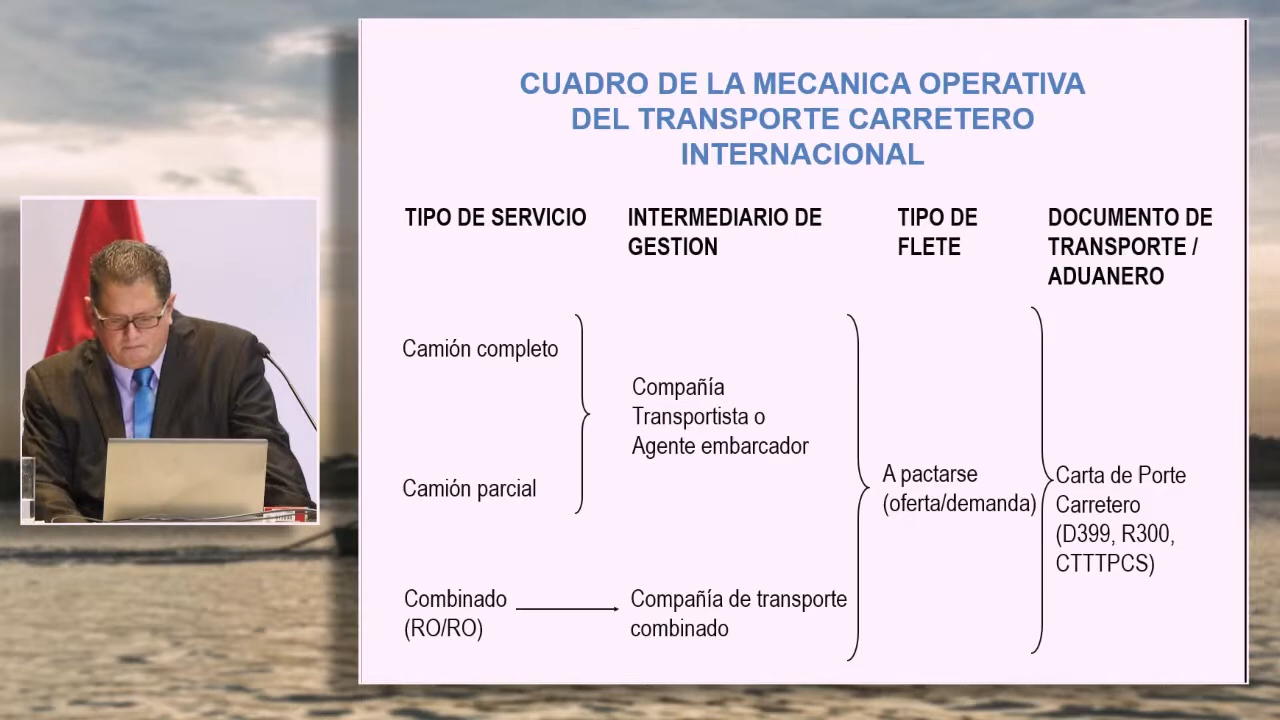 CUADRO DE LA MECANICA OPERATIVA
DEL TRANSPORTE CARRETERO
INTERNACIONAL
TIPO DE SERVICIO
INTERMEDIARIO DE
GESTION
TIPO DE
FLETE
DOCUMENTO DE
TRANSPORTE /
ADUANERO
Camión completo
Camión parcial
Compañía
Transportista o
Agente embarcador
A pactarse
(oferta/demanda)
Carta de Porte
Carretero
(D399, R300,
CTTTPCS)
Combinado
(RO/RO)
Compañía de transporte
combinado